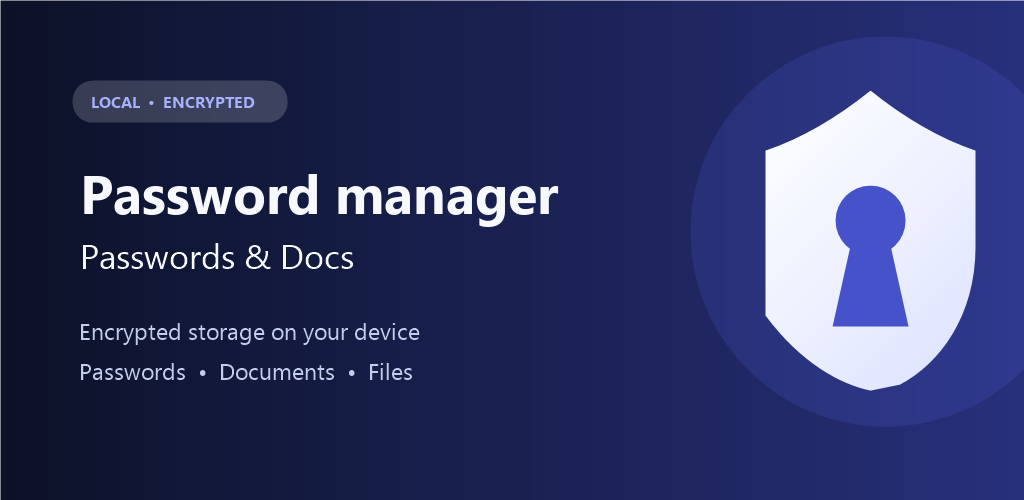 LOCAL • ENCRYPTED
Password manager
Passwords & Docs
Encrypted storage on your device
Passwords • Documents • Files